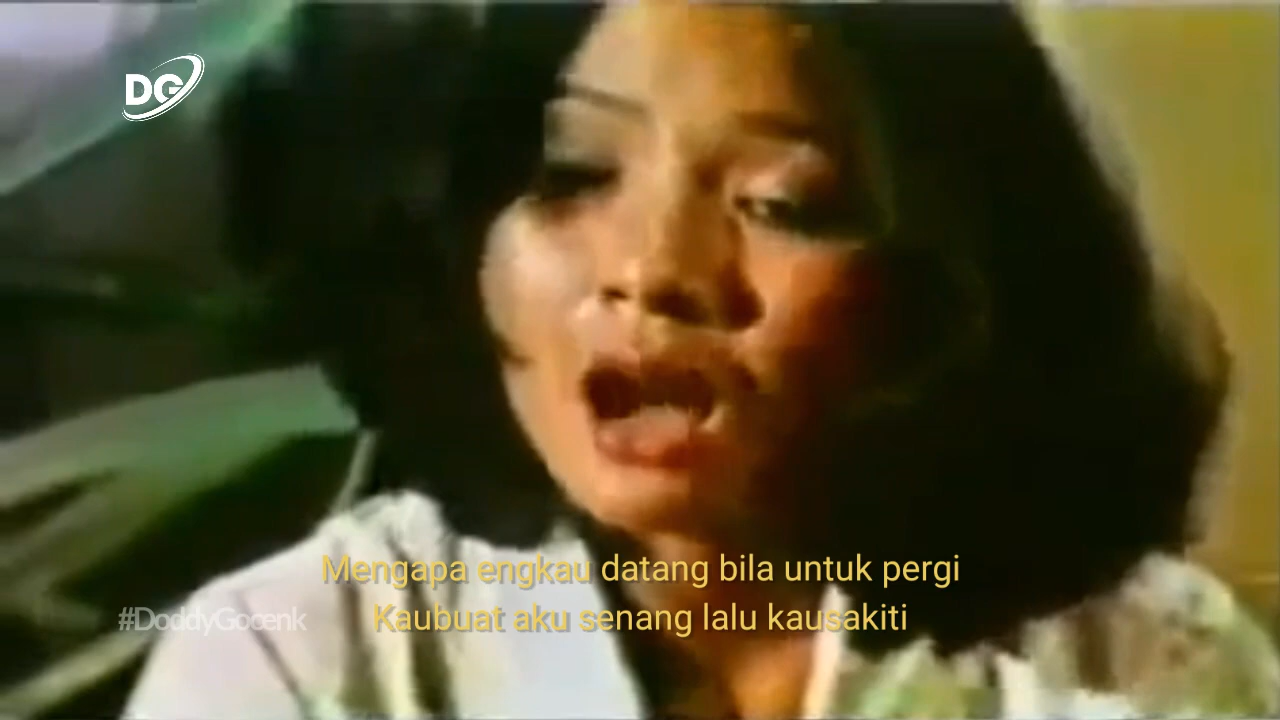 DG
Mengapa engkau datang bila untuk pergi
#DoddyGocenk
Kaubuat aku senang lalu kausakiti